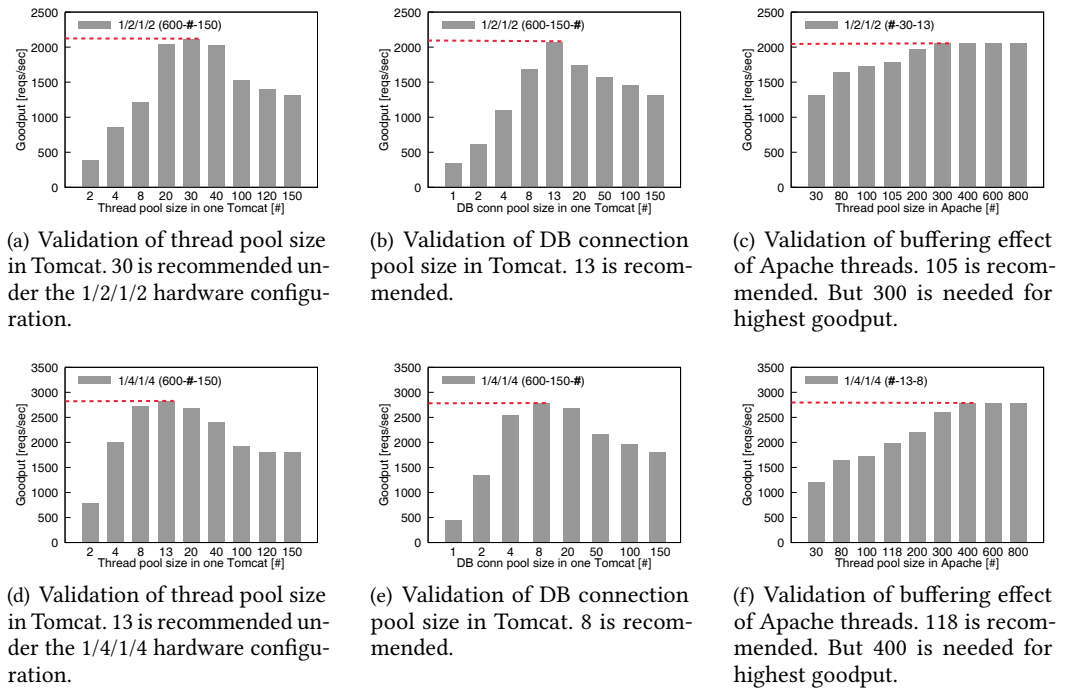 2500
2000
1500
1000
500
0
Goodput [reqs/sec]
1/2/1/2 (600-#-150)
2 4 8 20 30 40 100 120 150
Thread pool size in one Tomcat [#]
(a) Validation of thread pool size
in Tomcat. 30 is recommended un-
der the 1/2/1/2 hardware configu-
ration.
2500
2000
1500
1000
500
0
Goodput [reqs/sec]
1/2/1/2 (600-150-#)
1 2 4 8 13 20 50 100 150
DB conn pool size in one Tomcat [#]
(b) Validation of DB connection
pool size in Tomcat. 13 is recom-
mended.
2500
2000
1500
1000
500
0
Goodput [reqs/sec]
1/2/1/2 (#-30-13)
30 80 100 105 200 300 400 600 800
Thread pool size in Apache [#]
(c) Validation of buffering effect
of Apache threads. 105 is recom-
mended. But 300 is needed for
highest goodput.
3500
3000
2500
2000
1500
1000
500
0
Goodput [reqs/sec]
1/4/1/4 (600-#-150)
2 4 8 13 20 40 100 120 150
Thread pool size in one Tomcat [#]
(d) Validation of thread pool size
in Tomcat. 13 is recommended un-
der the 1/4/1/4 hardware configu-
ration.
3500
3000
2500
2000
1500
1000
500
0
Goodput [reqs/sec]
1/4/1/4 (600-150-#)
1 2 4 8 20 50 100 150
DB conn pool size in one Tomcat [#]
(e) Validation of DB connection
pool size in Tomcat. 8 is recom-
mended.
3500
3000
2500
2000
1500
1000
500
0
Goodput [reqs/sec]
1/4/1/4 (#-13-8)
30 80 100 118 200 300 400 600 800
Thread pool size in Apache [#]
(f) Validation of buffering effect
of Apache threads. 118 is recom-
mended. But 400 is needed for
highest goodput.